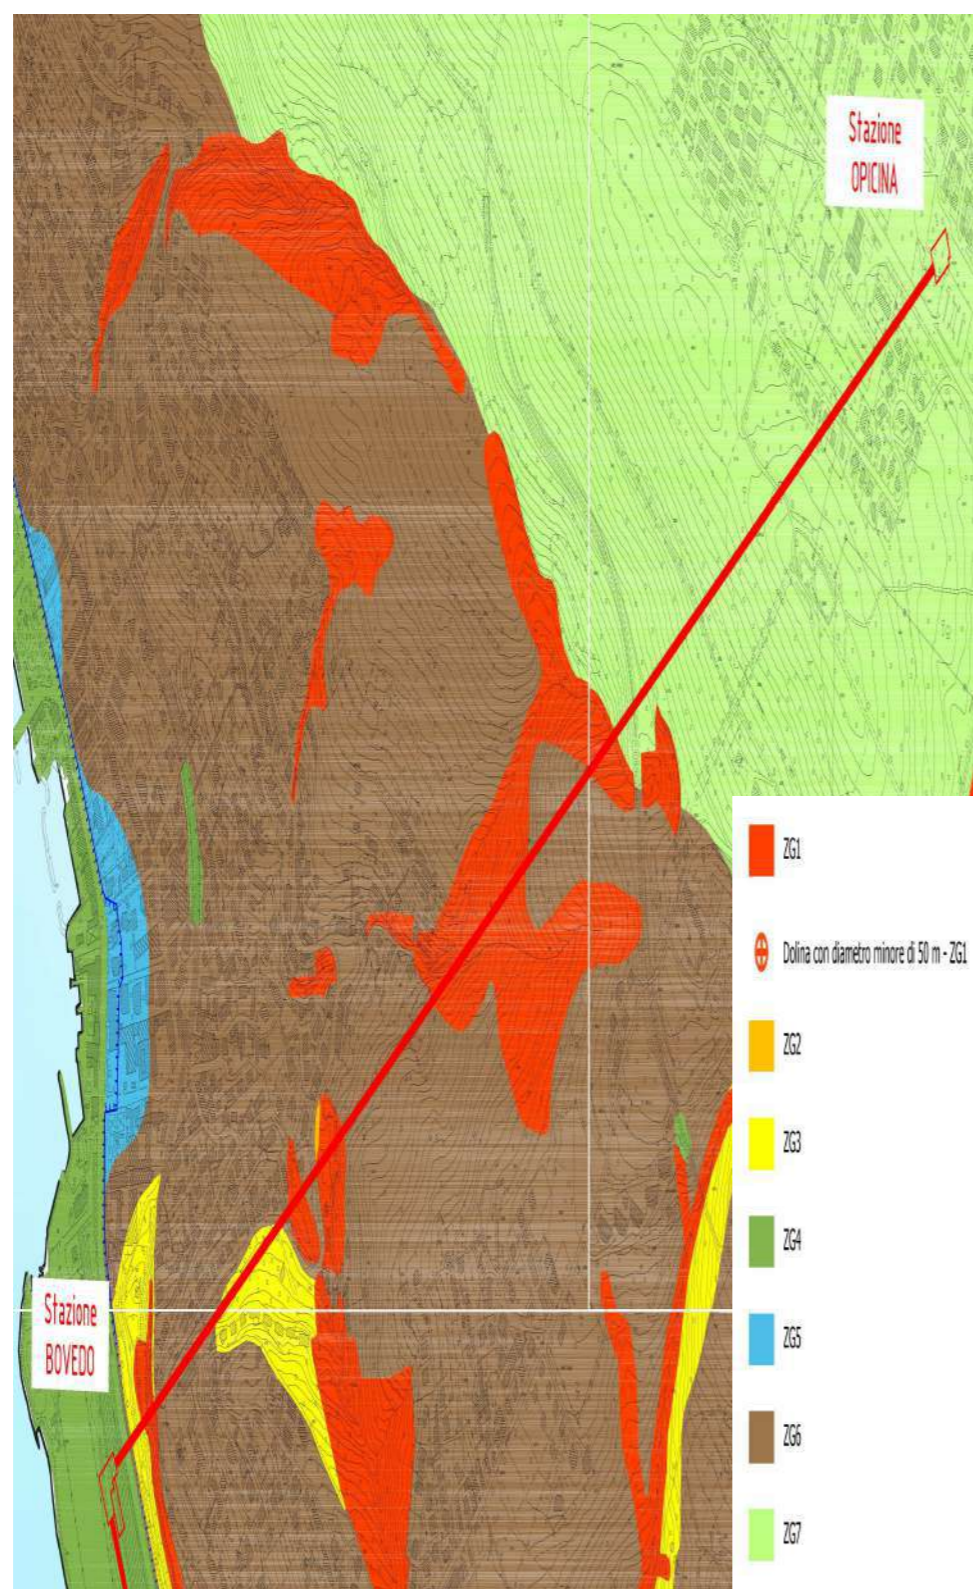 Stazione
OPICINA
Stazione
BOVEDO
ZG1
Dolina con diametro minore di 50 m - ZG1
ZG2
ZG3
ZG4
ZG5
ZG6
ZG7